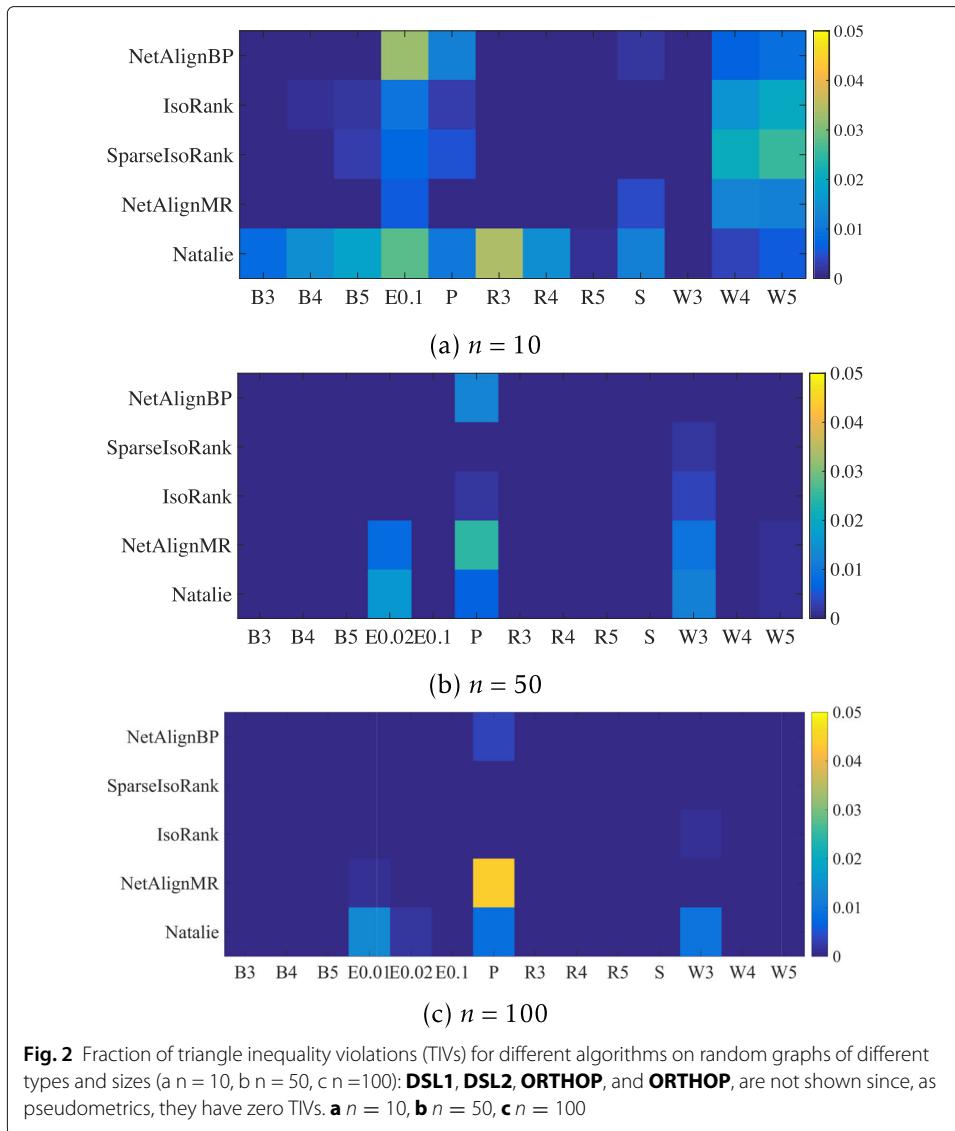 NetAlignBP
IsoRank
SparseIsoRank
NetAlignMR
Natalie
B3 B4 B5 E0.1 P R3 R4 R5 S W3 W4 W5
0.05
0.04
0.03
0.02
0.01
0
(a) n = 10
NetAlignBP
SparseIsoRank
IsoRank
NetAlignMR
Natalie
B3 B4 B5 E0.02 E0.1 P R3 R4 R5 S W3 W4 W5
0.05
0.04
0.03
0.02
0.01
0
(b) n = 50
NetAlignBP
SparseIsoRank
IsoRank
NetAlignMR
Natalie
B3 B4 B5 E0.01 E0.02 E0.1 P R3 R4 R5 S W3 W4 W5
0.05
0.04
0.03
0.02
0.01
0
(c) n = 100
Fig. 2 Fraction of triangle inequality violations (TIVs) for different algorithms on random graphs of different
types and sizes (a n = 10, b n = 50, c n =100): DSL1, DSL2, ORTHOP, and ORTHOP, are not shown since, as
pseudometrics, they have zero TIVs. a n = 10, b n = 50, c n = 100